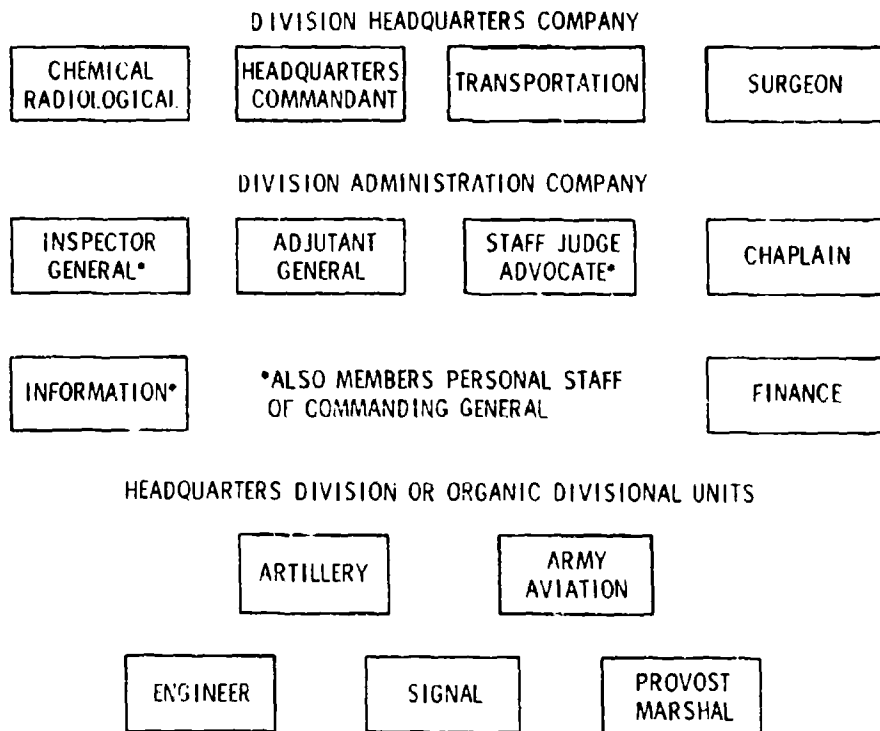 DIVISION HEADQUARTERS COMPANY
CHEMICAL
RADIOLOGICAL
HEADQUARTERS
COMMANDANT
TRANSPORTATION
SURGEON
DIVISION ADMINISTRATION COMPANY
INSPECTOR
GENERAL*
ADJUTANT
GENERAL
STAFF JUDGE
ADVOCATE*
CHAPLAIN
INFORMATION*
*ALSO MEMBERS PERSONAL STAFF
OF COMMANDING GENERAL
FINANCE
HEADQUARTERS DIVISION OR ORGANIC DIVISIONAL UNITS
ARTILLERY
ARMY
AVIATION
ENGINEER
SIGNAL
PROVOST
MARSHAL